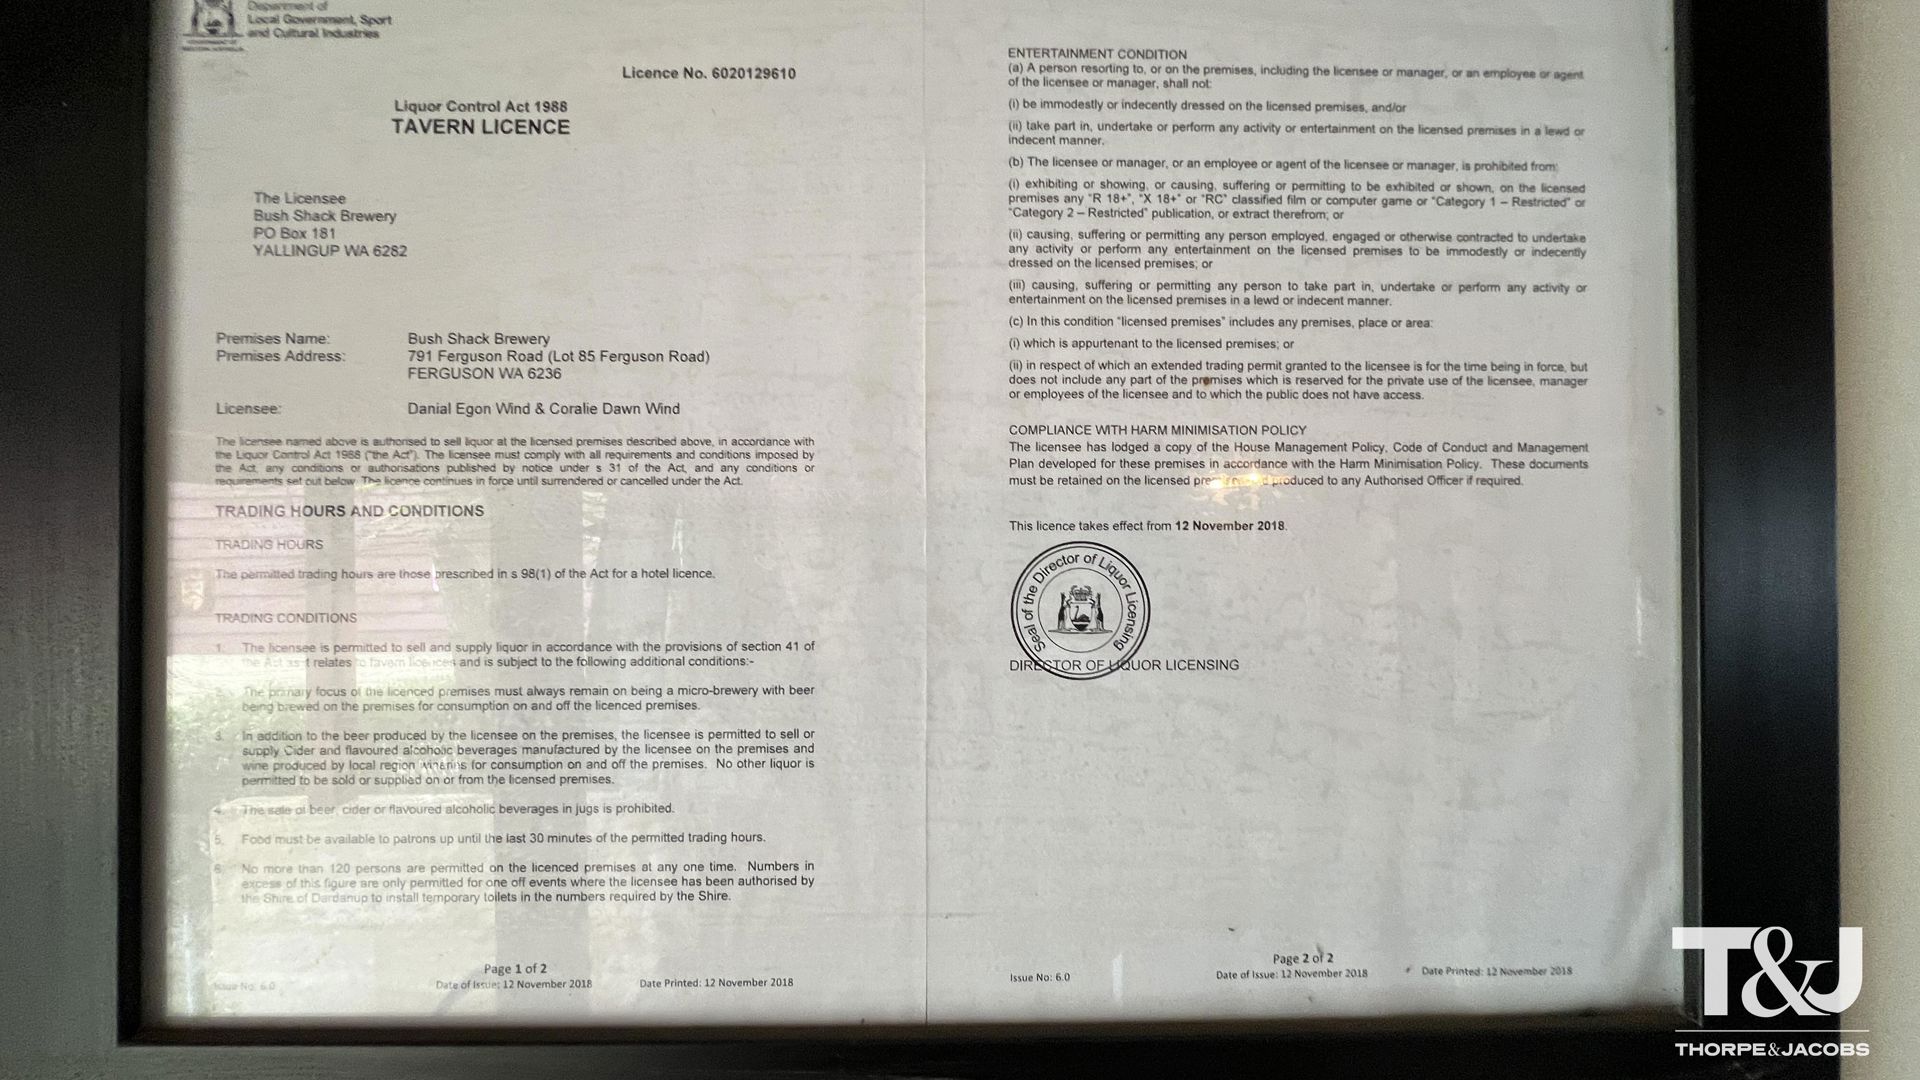 Department of
Local Government, Sport
and Cultural Industries
Licence No. 6020129610
Liquor Control Act 1988
TAVERN LICENCE
The Licensee
Bush Shack Brewery
PO Box 181
YALLINGUP WA 6282
Premises Name: Bush Shack Brewery
Premises Address: 791 Ferguson Road (Lot 85 Ferguson Road)
FERGUSON WA 6236
Licensee: Danial Egon Wind & Coralie Dawn Wind
The licensee named above is authorised to sell liquor at the licensed premises described above, in accordance with
the Liquor Control Act 1988 ("the Act"). The licensee must comply with all requirements and conditions imposed by
the Act, any conditions or authorisations published by notice under s 31 of the Act, and any conditions or
requirements set out below. The licence continues in force until surrendered or cancelled under the Act.
TRADING HOURS AND CONDITIONS
TRADING HOURS
The permitted trading hours are those prescribed in s 98(1) of the Act for a hotel licence.
TRADING CONDITIONS
1. The licensee is permitted to sell and supply liquor in accordance with the provisions of section 41 of
the Act as it relates to tavern licences and is subject to the following additional conditions:-
2. The primary focus of the licenced premises must always remain on being a micro-brewery with beer
being brewed on the premises for consumption on and off the licenced premises.
3. In addition to the beer produced by the licensee on the premises, the licensee is permitted to sell or
supply Cider and flavoured alcoholic beverages manufactured by the licensee on the premises and
wine produced by local region wineries for consumption on and off the premises. No other liquor is
permitted to be sold or supplied on or from the licensed premises.
4. The sale of beer, cider or flavoured alcoholic beverages in jugs is prohibited.
5. Food must be available to patrons up until the last 30 minutes of the permitted trading hours.
6. No more than 120 persons are permitted on the licenced premises at any one time. Numbers in
excess of this figure are only permitted for one off events where the licensee has been authorised by
the Shire of Dardanup to install temporary toilets in the numbers required by the Shire.
Page 1 of 2
Issue No: 6.0 Date of Issue: 12 November 2018 Date Printed: 12 November 2018
ENTERTAINMENT CONDITION
(a) A person resorting to, or on the premises, including the licensee or manager, or an employee or agent
of the licensee or manager, shall not:
(i) be immodestly or indecently dressed on the licensed premises, and/or
(ii) take part in, undertake or perform any activity or entertainment on the licensed premises in a lewd or
indecent manner.
(b) The licensee or manager, or an employee or agent of the licensee or manager, is prohibited from:
(i) exhibiting or showing, or causing, suffering or permitting to be exhibited or shown, on the licensed
premises any "R 18+", "X 18+" or "RC" classified film or computer game or "Category 1 – Restricted" or
"Category 2 – Restricted" publication, or extract therefrom; or
(ii) causing, suffering or permitting any person employed, engaged or otherwise contracted to undertake
any activity or perform any entertainment on the licensed premises to be immodestly or indecently
dressed on the licensed premises; or
(iii) causing, suffering or permitting any person to take part in, undertake or perform any activity or
entertainment on the licensed premises in a lewd or indecent manner.
(c) In this condition "licensed premises" includes any premises, place or area:
(i) which is appurtenant to the licensed premises; or
(ii) in respect of which an extended trading permit granted to the licensee is for the time being in force, but
does not include any part of the premises which is reserved for the private use of the licensee, manager
or employees of the licensee and to which the public does not have access.
COMPLIANCE WITH HARM MINIMISATION POLICY
The licensee has lodged a copy of the House Management Policy, Code of Conduct and Management
Plan developed for these premises in accordance with the Harm Minimisation Policy. These documents
must be retained on the licensed produced to any Authorised Officer if required.
This licence takes effect from 12 November 2018.
Seal of the Director of Liquor Licensing
DIRECTOR OF LIQUOR LICENSING
Page 2 of 2
Issue No: 6.0 Date of Issue: 12 November 2018 Date Printed: 12 November 2018
T&J
THORPE&JACOBS